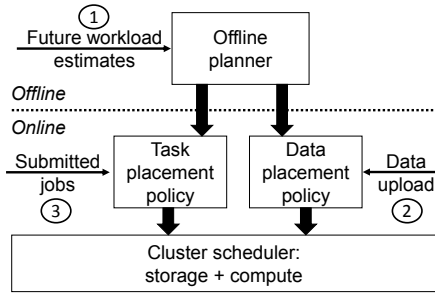 1
Future workload
estimates
Offline
planner
Offline
Online
Submitted
jobs
3
Task
placement
policy
Data
placement
policy
Data
upload
2
Cluster scheduler:
storage + compute